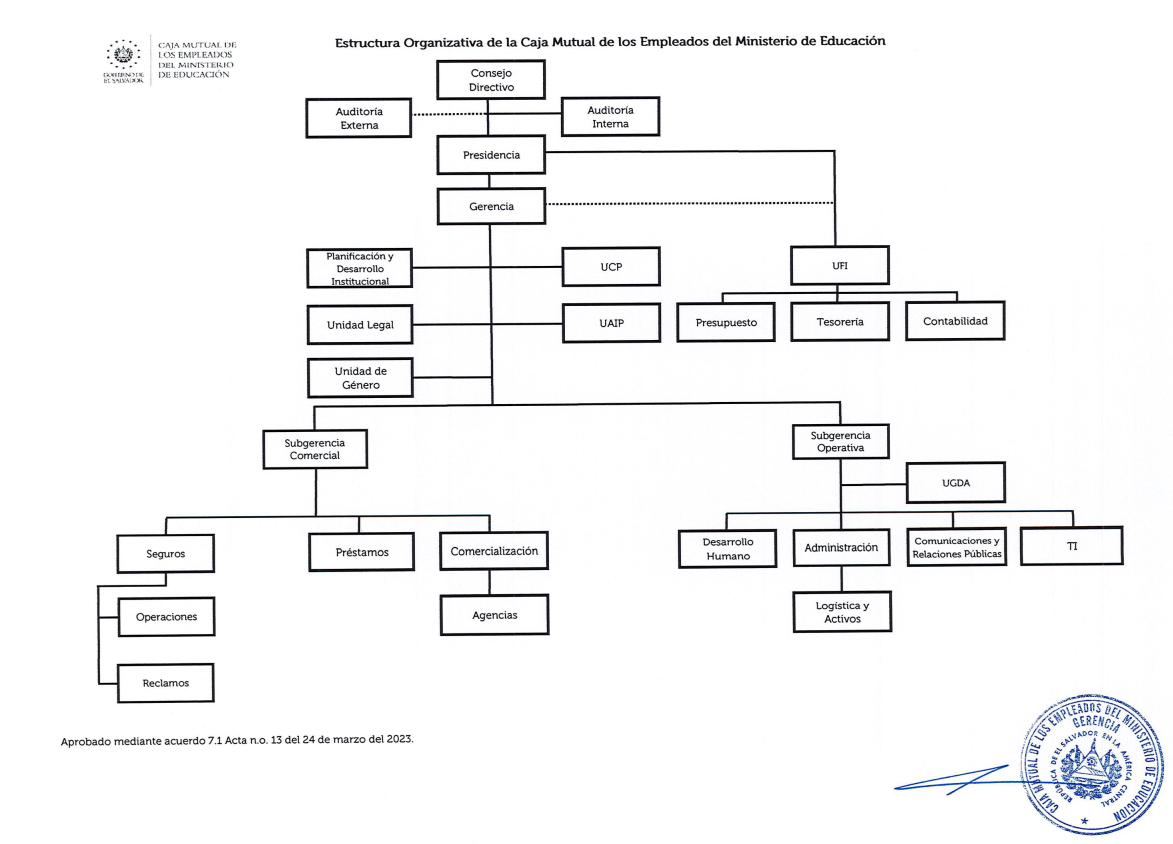 GOBIERNO DE
EL SALVADOR
CAJA MUTUAL DE
LOS EMPLEADOS
DEL MINISTERIO
DE EDUCACIÓN
Estructura Organizativa de la Caja Mutual de los Empleados del Ministerio de Educación
Consejo
Directivo
Auditoría
Externa
Auditoría
Interna
Presidencia
Gerencia
Planificación y
Desarrollo
Institucional
UCP
UFI
Unidad Legal
UAIP
Presupuesto
Tesorería
Contabilidad
Unidad de
Género
Subgerencia
Comercial
Subgerencia
Operativa
UGDA
Seguros
Préstamos
Comercialización
Desarrollo
Humano
Administración
Comunicaciones y
Relaciones Públicas
TI
Operaciones
Agencias
Logística y
Activos
Reclamos
Aprobado mediante acuerdo 7.1 Acta n.o. 13 del 24 de marzo del 2023.
CAJA MUTUAL DE LOS EMPLEADOS DEL MINISTERIO DE EDUCACION
GERENCIA
REPÚBLICA DE EL SALVADOR EN LA AMÉRICA CENTRAL